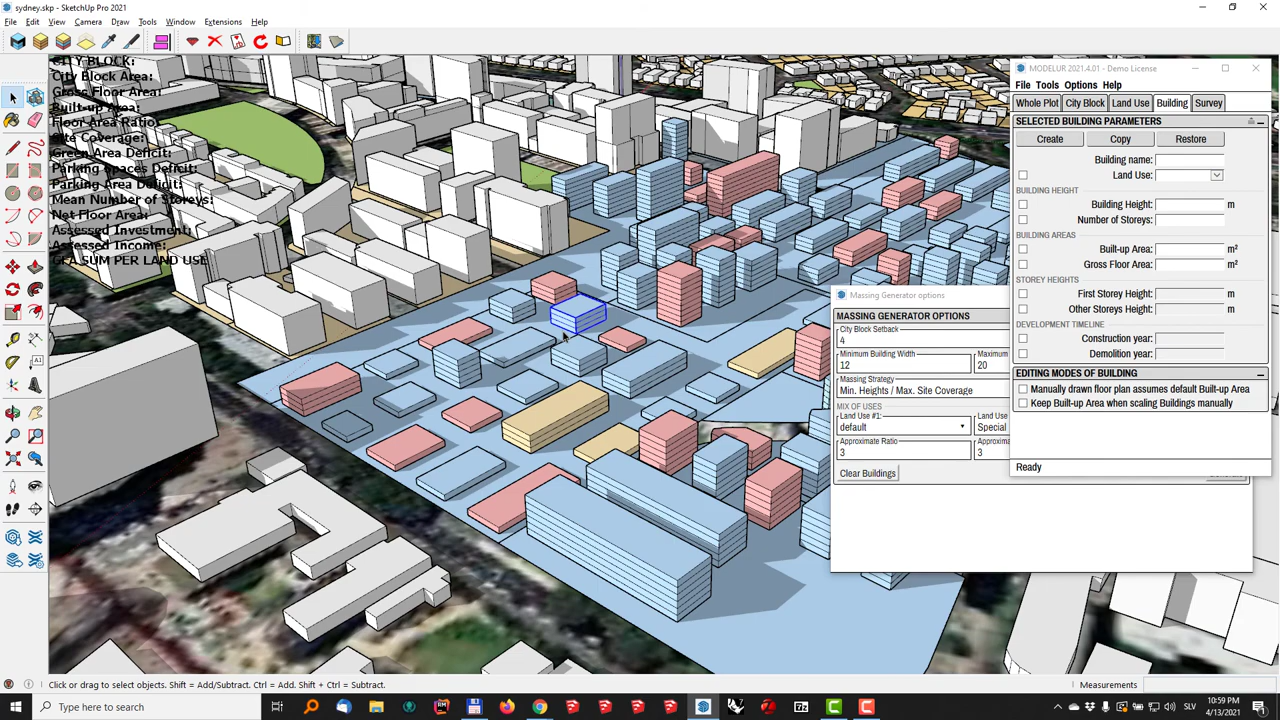 sydney.skp - SketchUp Pro 2021
File Edit View Camera Draw Tools Window Extensions Help
CITY BLOCK:
City Block Area:
Gross Floor Area:
Built-up Area:
Floor Area Ratio:
Site Coverage:
Green Area Deficit:
Parking Spaces Deficit:
Parking Area Deficit:
Mean Number of Storeys:
Net Floor Area:
Assessed Investment:
Assessed Income:
GFA SUM PER LAND USE
MODELUR 2021.4.01 - Demo License
File Tools Options Help
Whole Plot City Block Land Use Building Survey
SELECTED BUILDING PARAMETERS
Create Copy Restore
Building name:
Land Use:
BUILDING HEIGHT
Building Height: m
Number of Storeys:
BUILDING AREAS
Built-up Area: m²
Gross Floor Area: m²
STOREY HEIGHTS
First Storey Height: m
Other Storeys Height: m
DEVELOPMENT TIMELINE
Construction year:
Demolition year:
EDITING MODES OF BUILDING
Manually drawn floor plan assumes default Built-up Area
Keep Built-up Area when scaling Buildings manually
Ready
Massing Generator options
MASSING GENERATOR OPTIONS
City Block Setback
4
Minimum Building Width Maximum
12 20
Massing Strategy
Min. Heights / Max. Site Coverage
MIX OF USES
Land Use #1: Land Use
default Special
Approximate Ratio Approxima
3 3
Clear Buildings
Click or drag to select objects. Shift = Add/Subtract. Ctrl = Add. Shift + Ctrl = Subtract. Measurements
Type here to search
SLV
10:59 PM
4/13/2021